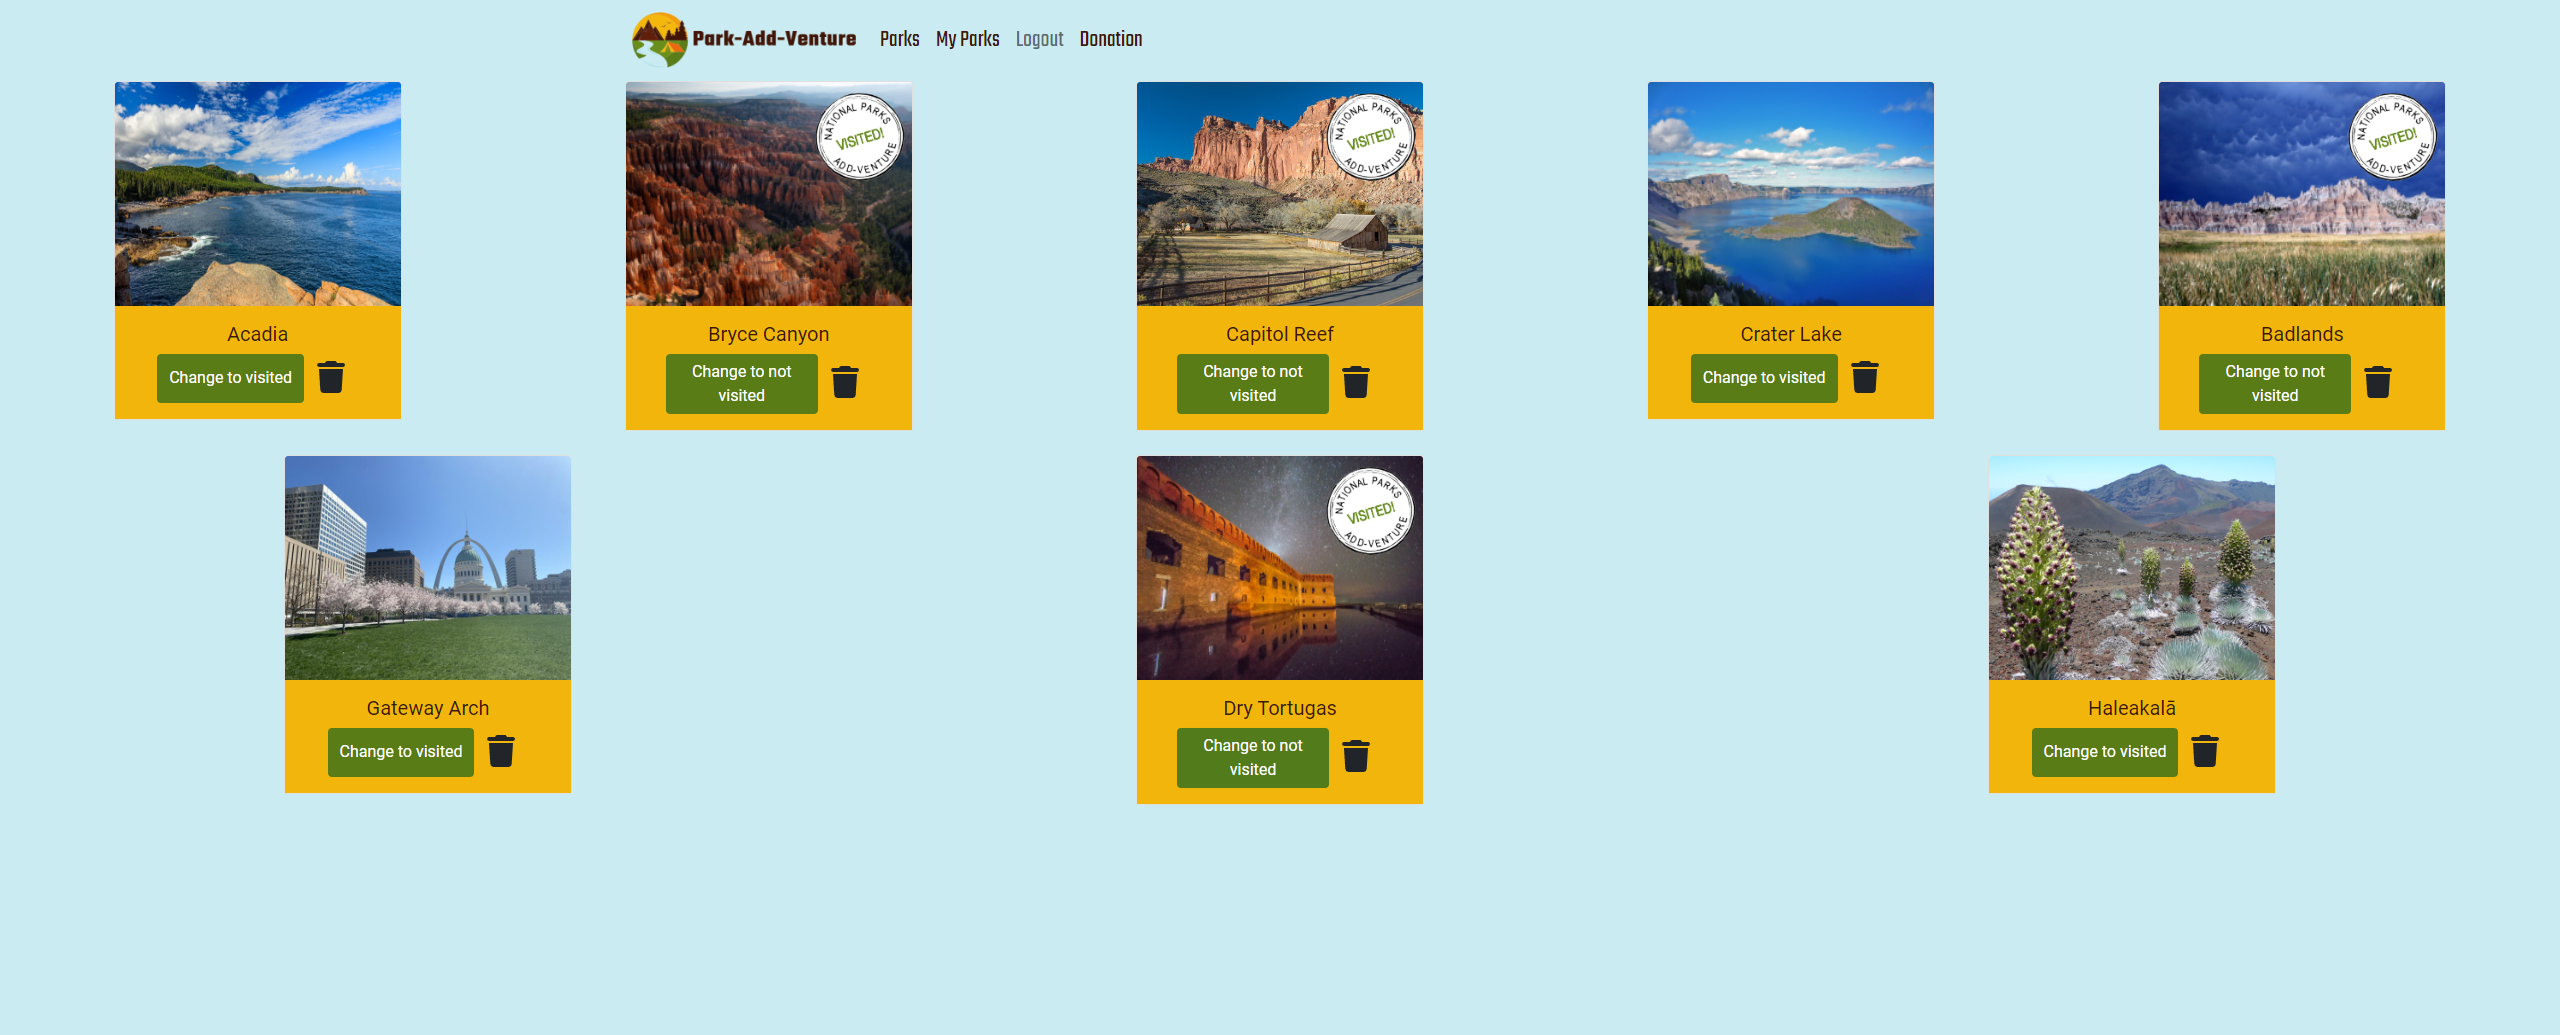 Park-Add-Venture Parks My Parks Logout Donation
NATIONAL PARKS
VISITED!
ADD-VENTURE
NATIONAL PARKS
VISITED!
ADD-VENTURE
NATIONAL PARKS
VISITED!
ADD-VENTURE
Acadia
Change to visited
Bryce Canyon
Change to not
visited
Capitol Reef
Change to not
visited
Crater Lake
Change to visited
Badlands
Change to not
visited
NATIONAL PARKS
VISITED!
ADD-VENTURE
Gateway Arch
Change to visited
Dry Tortugas
Change to not
visited
Haleakalā
Change to visited